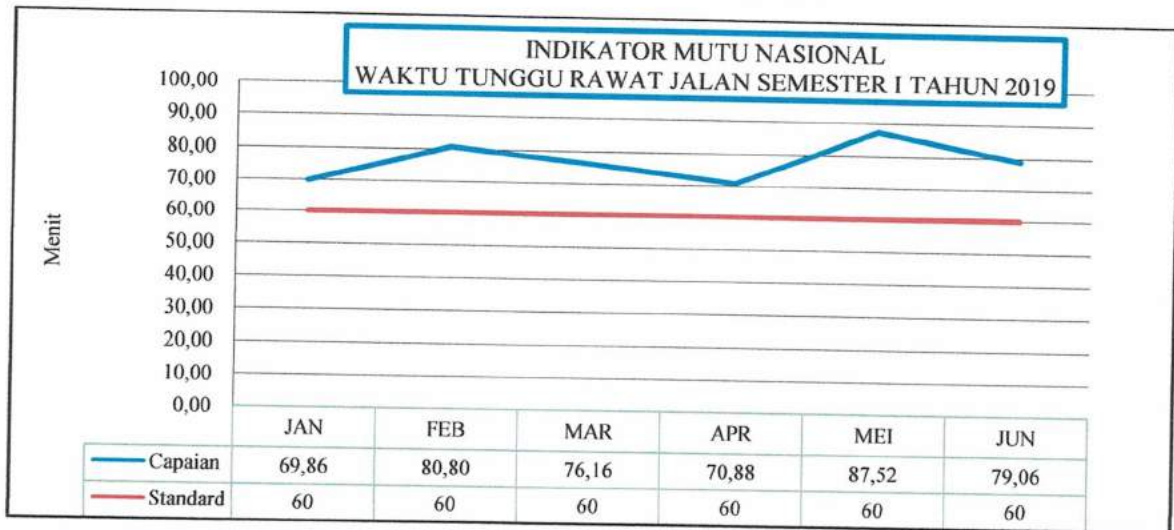 INDIKATOR MUTU NASIONAL
WAKTU TUNGGU RAWAT JALAN SEMESTER I TAHUN 2019
Menit
100,00
90,00
80,00
70,00
60,00
50,00
40,00
30,00
20,00
10,00
0,00
JAN FEB MAR APR MEI JUN
Capaian 69,86 80,80 76,16 70,88 87,52 79,06
Standard 60 60 60 60 60 60